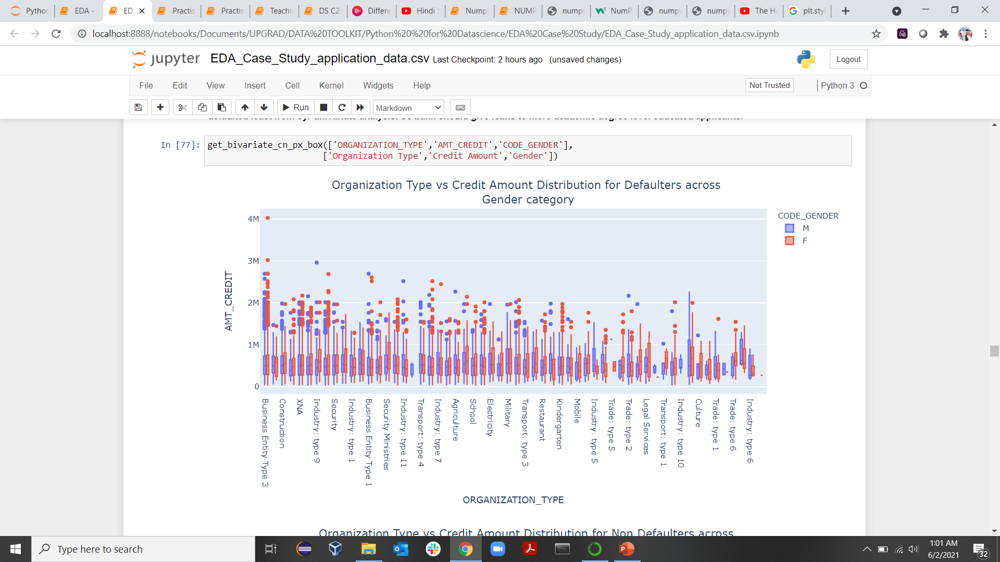 Python
EDA -
ED
Practis
Practis
Teachi
DS C2
Differe
Hindi
Nump
NUMP
numpy
NumP
numpy
numpy
The H
plt.sty
localhost:8888/notebooks/Documents/UPGRAD/DATA%20TOOLKIT/Python%20%20for%20Datascience/EDA%20Case%20Study/EDA_Case_Study_application_data.csv.ipynb
jupyter EDA_Case_Study_application_data.csv Last Checkpoint: 2 hours ago (unsaved changes)
Logout
File Edit View Insert Cell Kernel Widgets Help
Not Trusted
Python 3
Run
Markdown
In [77]: get_bivariate_cn_px_box(['ORGANIZATION_TYPE','AMT_CREDIT','CODE_GENDER'],
['Organization Type','Credit Amount','Gender'])
Organization Type vs Credit Amount Distribution for Defaulters across
Gender category
CODE_GENDER
M
F
4M
3M
2M
1M
0
AMT_CREDIT
Business Entity Type 3
Construction
XNA
Industry: type 9
Security
Industry: type 1
Business Entity Type 1
Security Ministries
Industry: type 11
Transport: type 4
Industry: type 7
Agriculture
School
Electricity
Military
Transport: type 3
Restaurant
Kindergarten
Mobile
Industry: type 5
Trade: type 5
Trade: type 2
Legal Services
Transport: type 1
Industry: type 10
Culture
Trade: type 1
Trade: type 6
Industry: type 6
ORGANIZATION_TYPE
Organization Type vs Credit Amount Distribution for Non Defaulters across
Type here to search
1:01 AM
6/2/2021
32